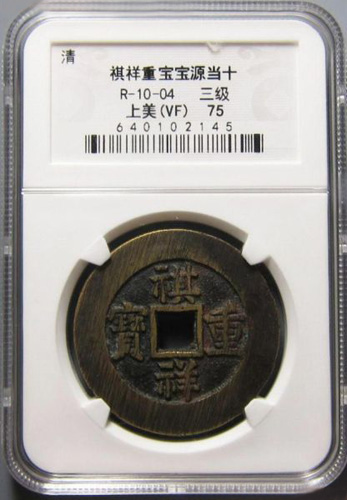 清
祺祥重宝宝源当十
R-10-04 三级
上美(VF) 75
640102145
祺
寶 重
祥